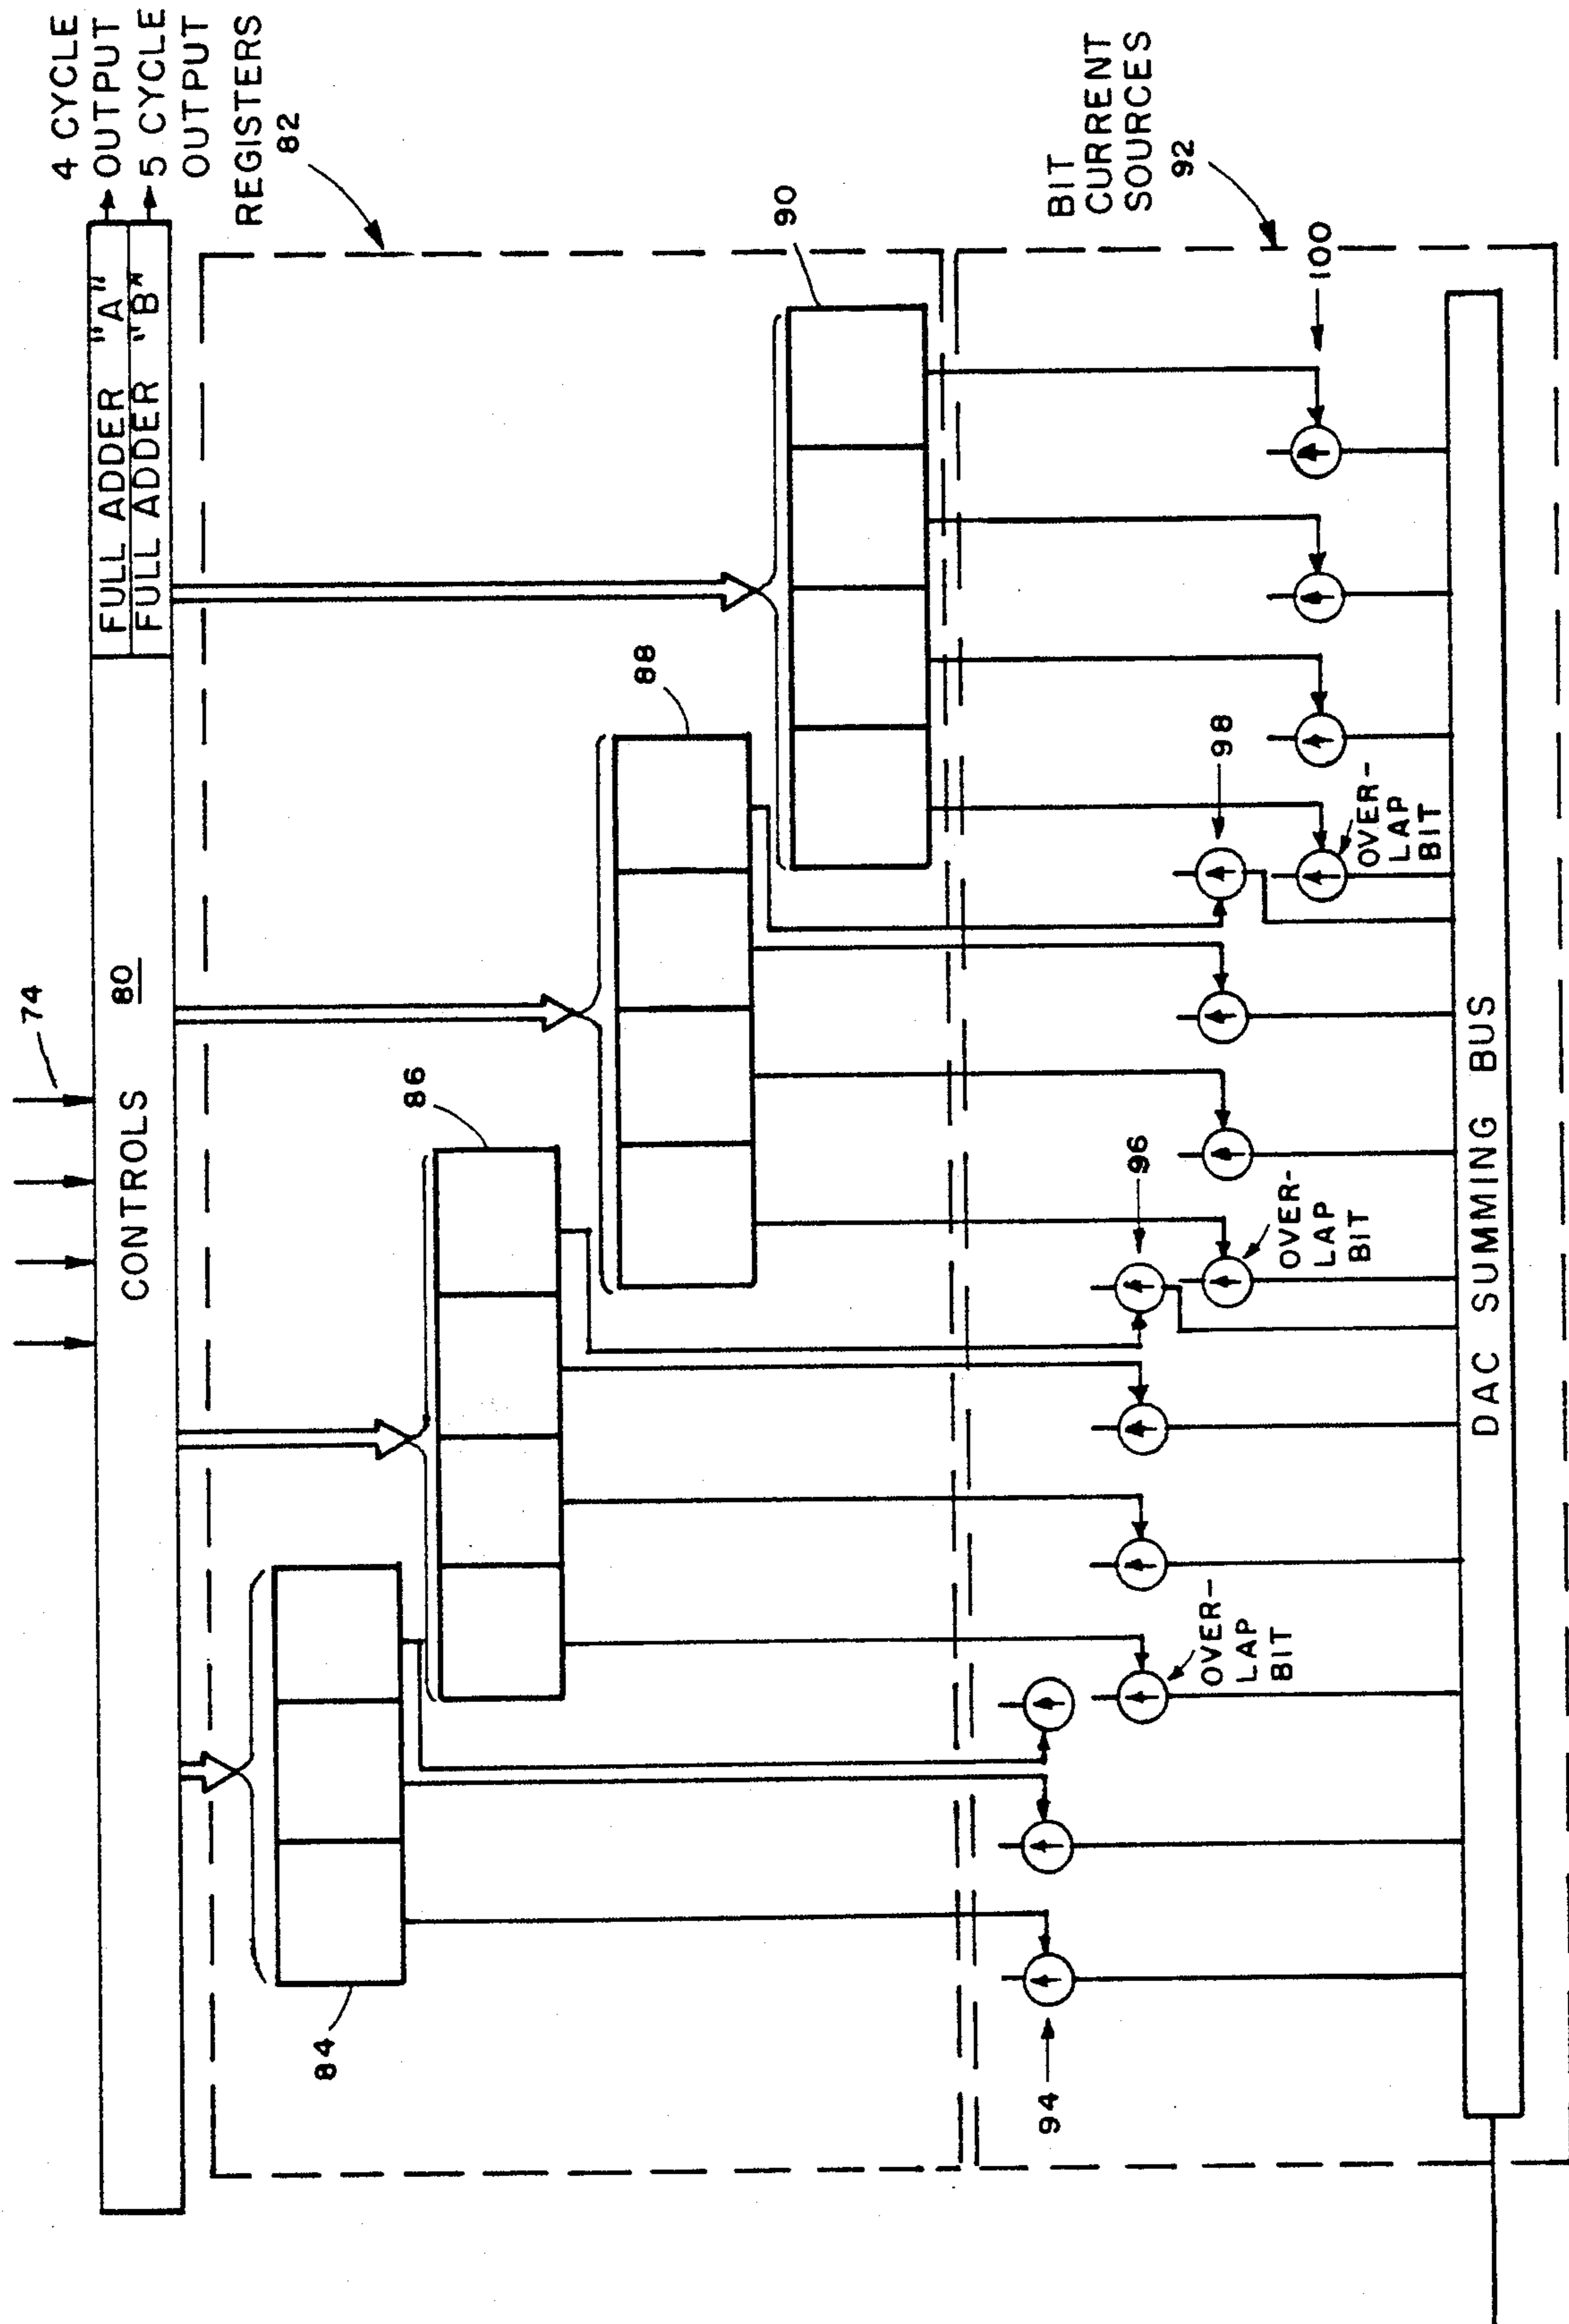 4 CYCLE
OUTPUT
5 CYCLE
OUTPUT
FULL ADDER "A"
FULL ADDER "B"
REGISTERS
82
74
CONTROLS 80
90
88
86
84
BIT
CURRENT
SOURCES
92
100
98
OVER-
LAP
BIT
96
OVER-
LAP
BIT
OVER-
LAP
BIT
94
DAC SUMMING BUS